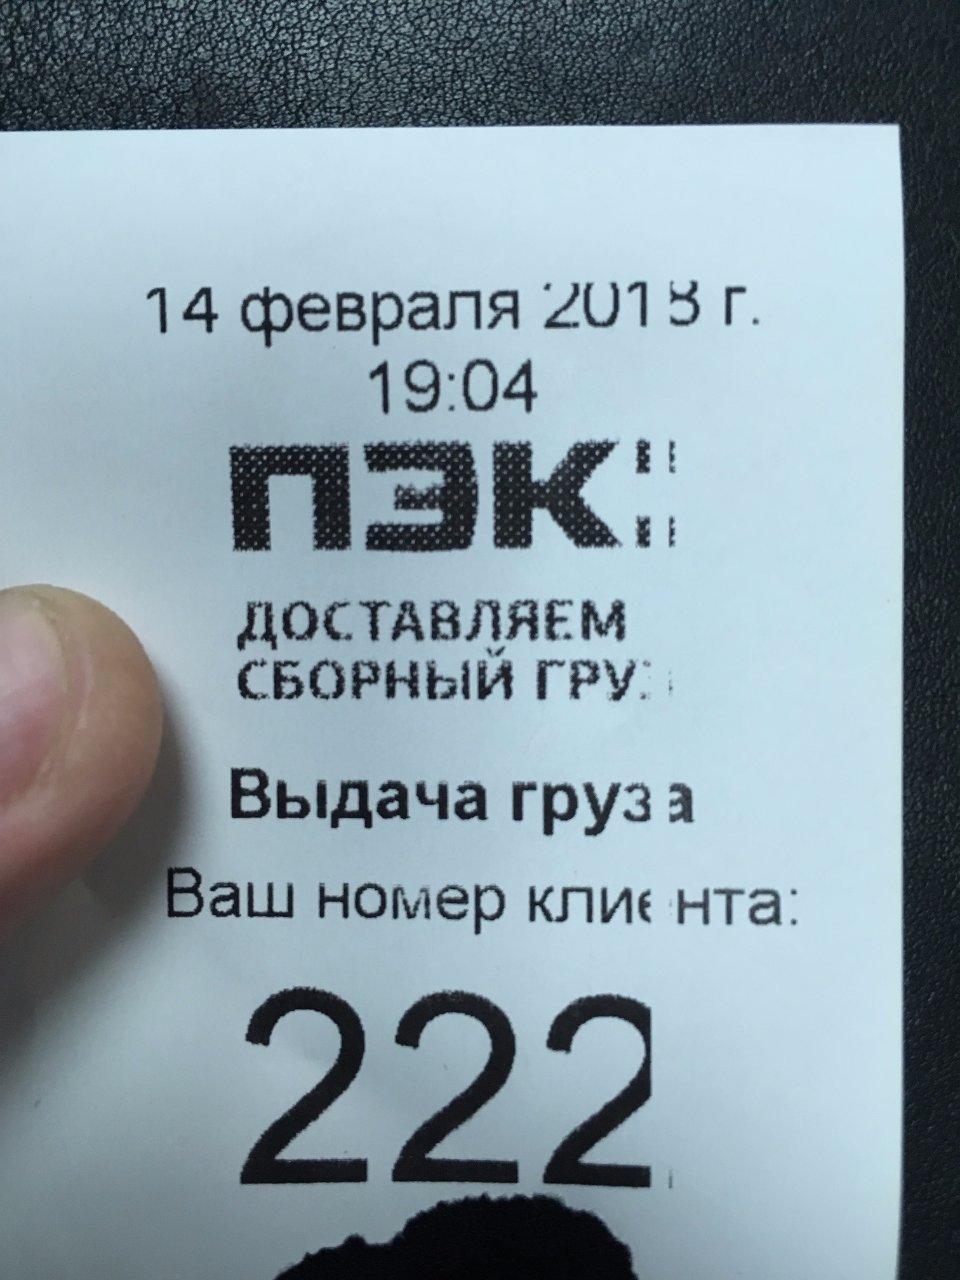 14 февраля 2018 г.
19:04
ПЭК
ДОСТАВЛЯЕМ
СБОРНЫЙ ГРУЗ
Выдача груза
Ваш номер клиента:
222